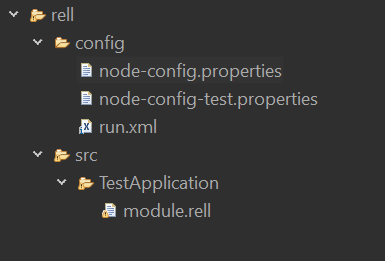 rell
config
node-config.properties
node-config-test.properties
run.xml
src
TestApplication
module.rell